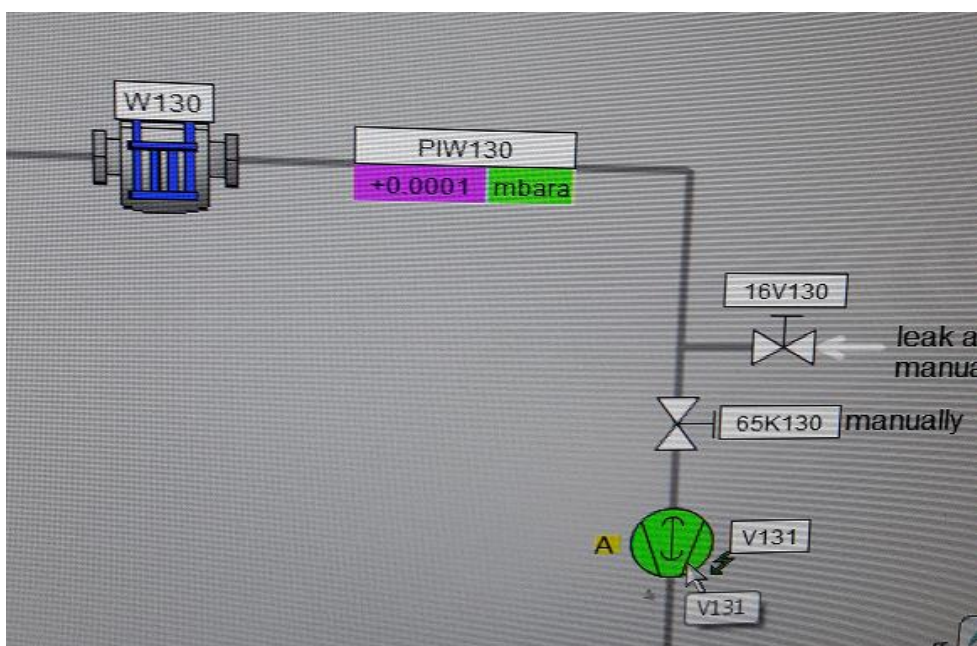 W130
PIW130
+0.0001 mbara
16V130
leak a
manua
65K130 manually
A
V131
V131